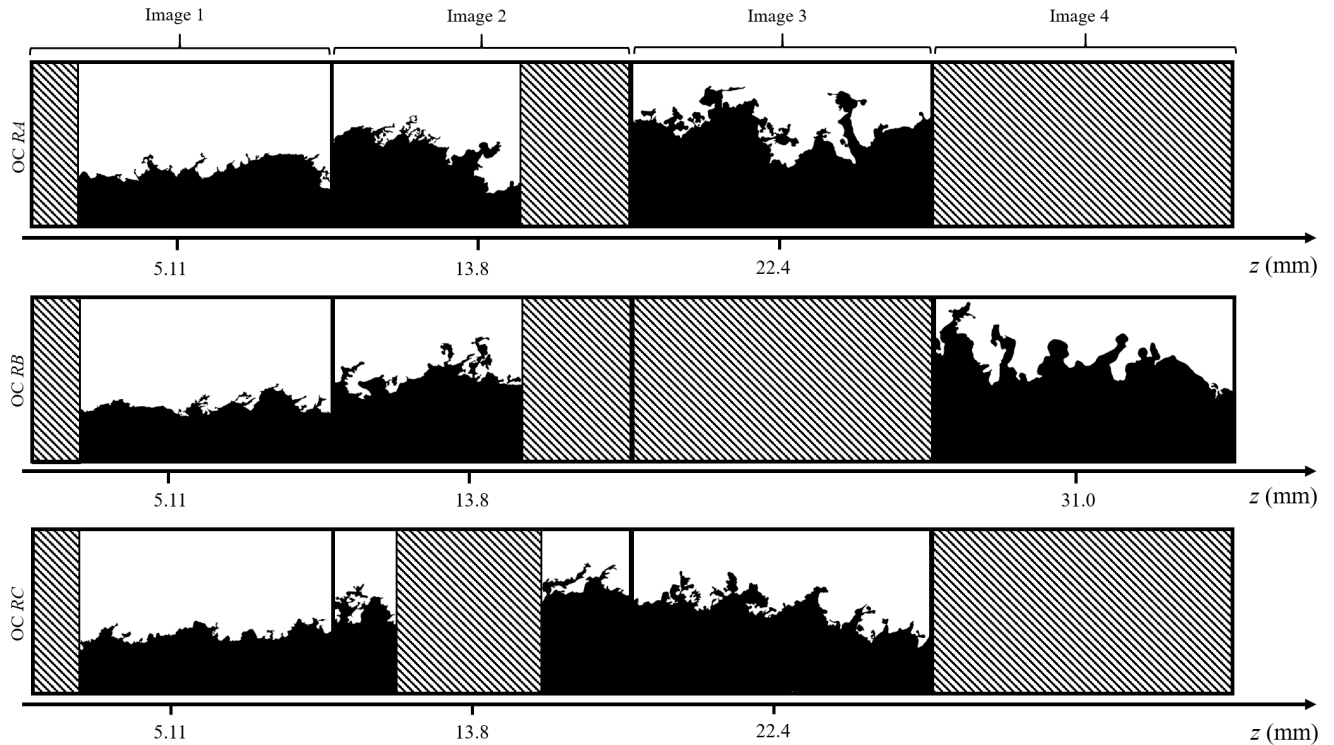 Image 1 Image 2 Image 3 Image 4
OC RA
5.11 13.8 22.4 z (mm)
OC RB
5.11 13.8 31.0 z (mm)
OC RC
5.11 13.8 22.4 z (mm)